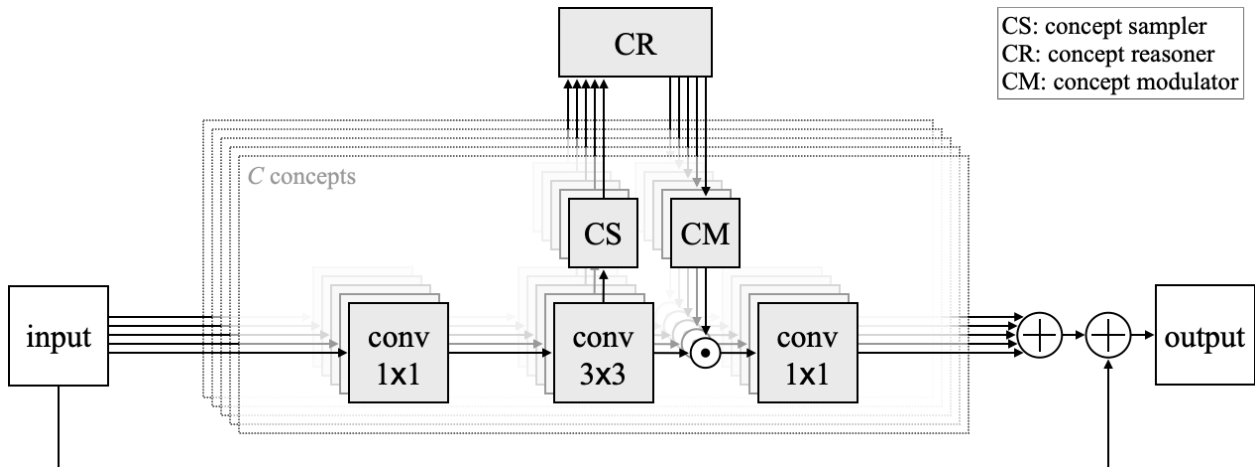 CR
CS: concept sampler
CR: concept reasoner
CM: concept modulator
C concepts
CS
CM
input
conv
1x1
conv
3x3
conv
1x1
output